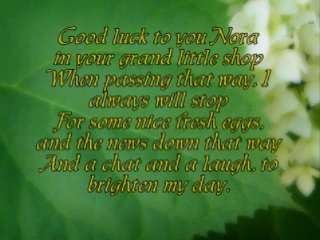 Good luck to you Nora
in your grand little shop
When passing that way, I
always will stop
For some nice fresh eggs,
and the news down that way
And a chat and a laugh, to
brighten my day.